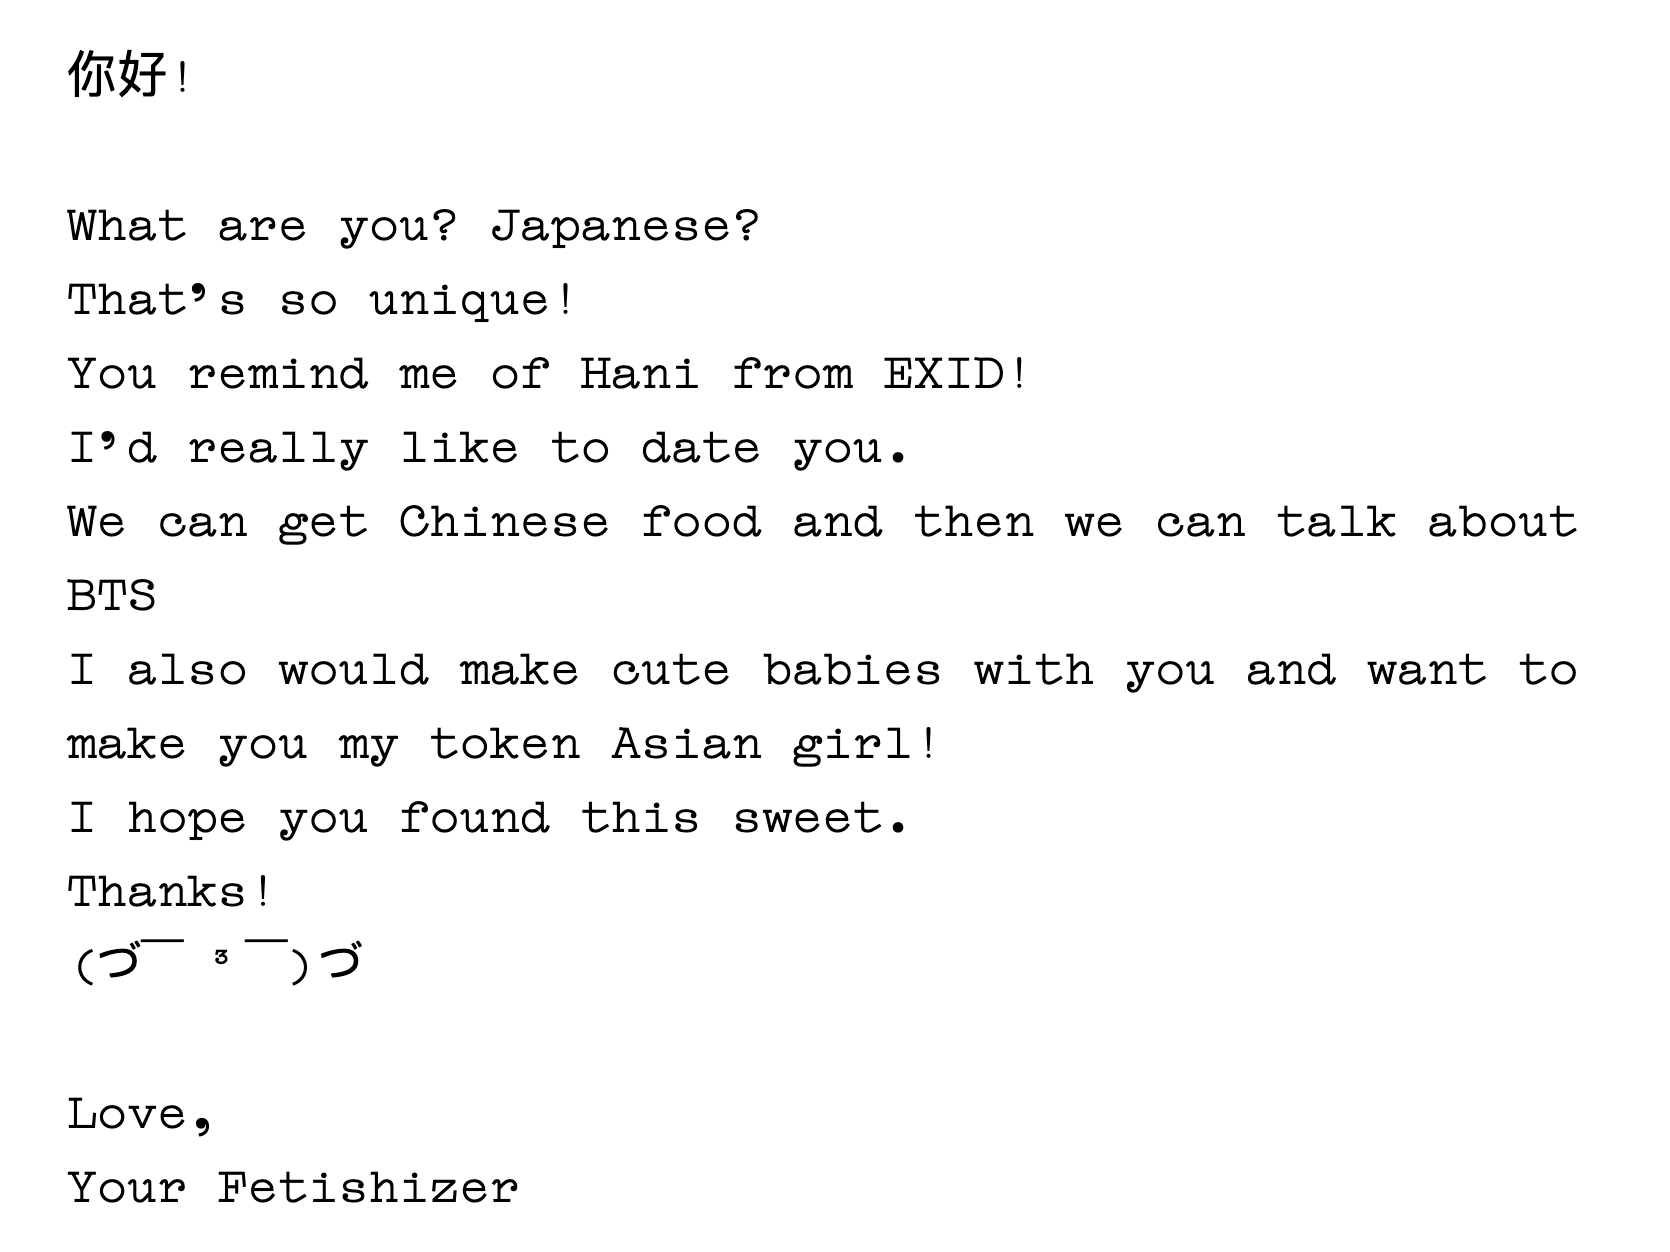 你好!
What are you? Japanese?
That’s so unique!
You remind me of Hani from EXID!
I’d really like to date you.
We can get Chinese food and then we can talk about
BTS
I also would make cute babies with you and want to
make you my token Asian girl!
I hope you found this sweet.
Thanks!
(づ￣ ³￣)づ
Love,
Your Fetishizer